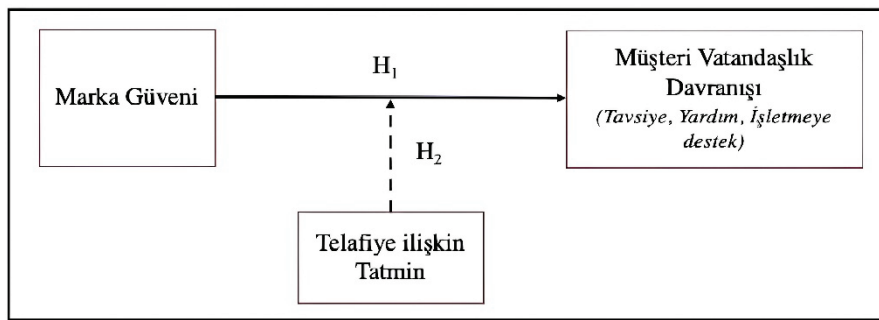 Marka Güveni
H₁
Müşteri Vatandaşlık
Davranışı
(Tavsiye, Yardım, İşletmeye
destek)
H₂
Telafiye ilişkin
Tatmin